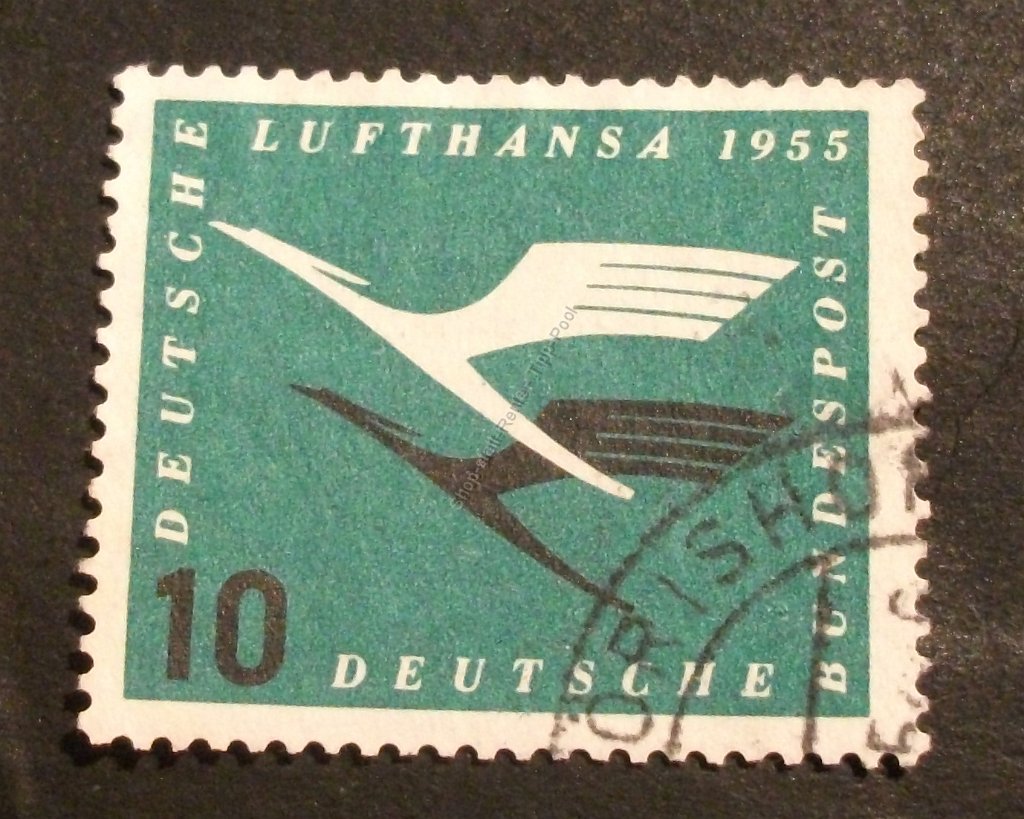 DEUTSCHE
LUFTHANSA 1955
10
DEUTSCHE
BUNDESPOST